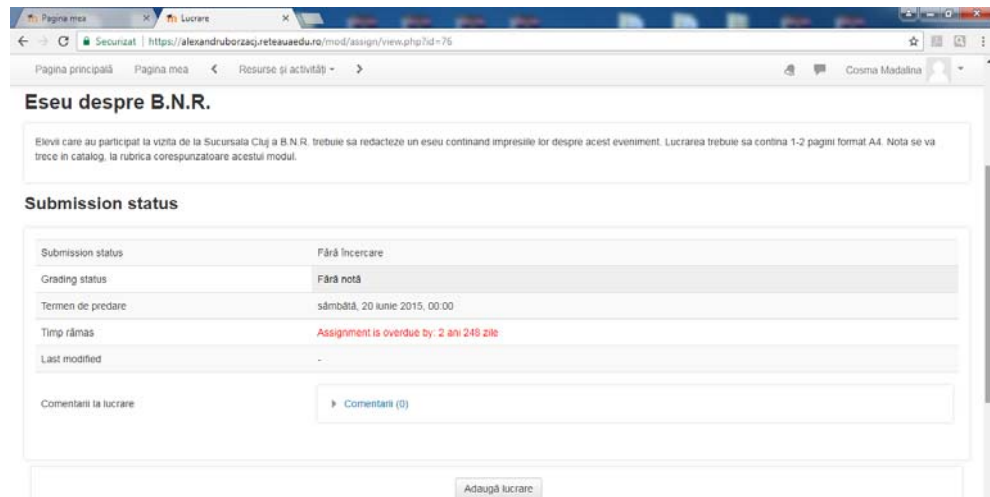 Pagina mea
Lucrare
Securizat | https://alexandruborzacj.reteauaedu.ro/mod/assign/view.php?id=76
Pagina principală Pagina mea Resurse și activități Cosma Madalina
Eseu despre B.N.R.
Elevii care au participat la vizita de la Sucursala Cluj a B.N.R. trebuie sa redacteze un eseu continand impresiile lor despre acest eveniment. Lucrarea trebuie sa contina 1-2 pagini format A4. Nota se va
trece in catalog, la rubrica corespunzatoare acestui modul.
Submission status
Submission status Fără încercare
Grading status Fără notă
Termen de predare sâmbătă, 20 iunie 2015, 00:00
Timp rămas Assignment is overdue by: 2 ani 248 zile
Last modified -
Comentarii la lucrare Comentarii (0)
Adaugă lucrare